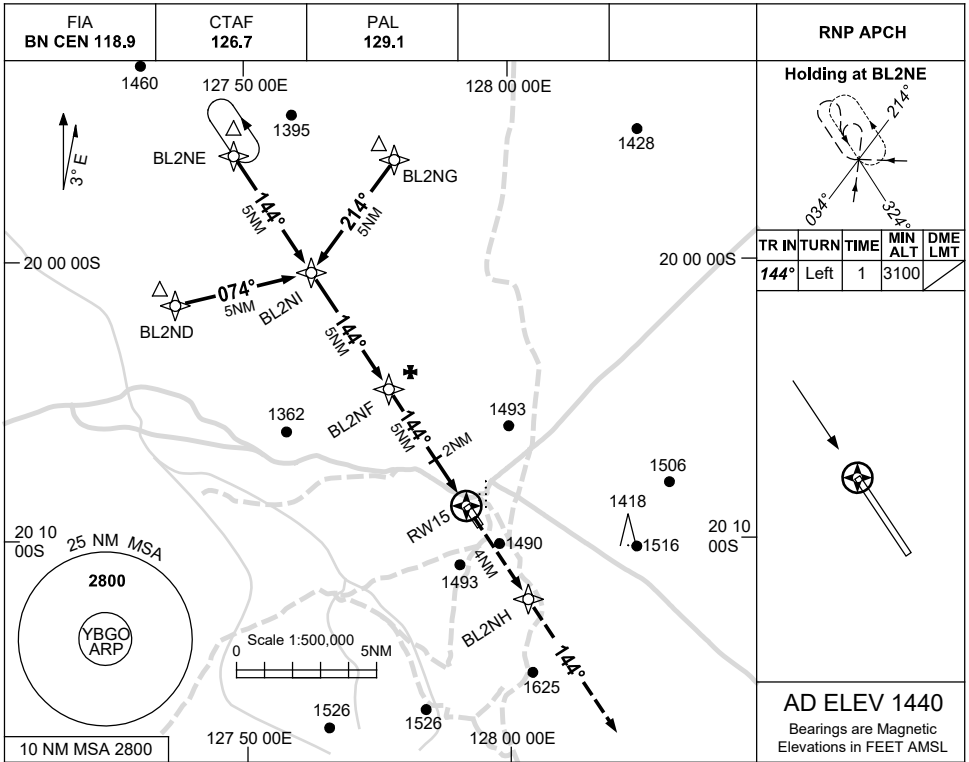 FIA
BN CEN 118.9
CTAF
126.7
PAL
129.1
RNP APCH
1460
127 50 00E
128 00 00E
1395
1428
3° E
BL2NE
BL2NG
144°
5NM
214°
5NM
20 00 00S
20 00 00S
074°
5NM
BL2NI
BL2ND
144°
5NM
BL2NF
1362
144°
5NM
2NM
1493
1506
RW15
1418
1516
20 10
00S
20 10
00S
1490
1493
4NM
BL2NH
144°
25 NM MSA
2800
YBGO
ARP
Scale 1:500,000
0
5NM
1625
1526
1526
10 NM MSA 2800
127 50 00E
128 00 00E
Holding at BL2NE
214°
034°
324°
TR IN TURN TIME MIN ALT DME LMT
144° Left 1 3100
AD ELEV 1440
Bearings are Magnetic
Elevations in FEET AMSL